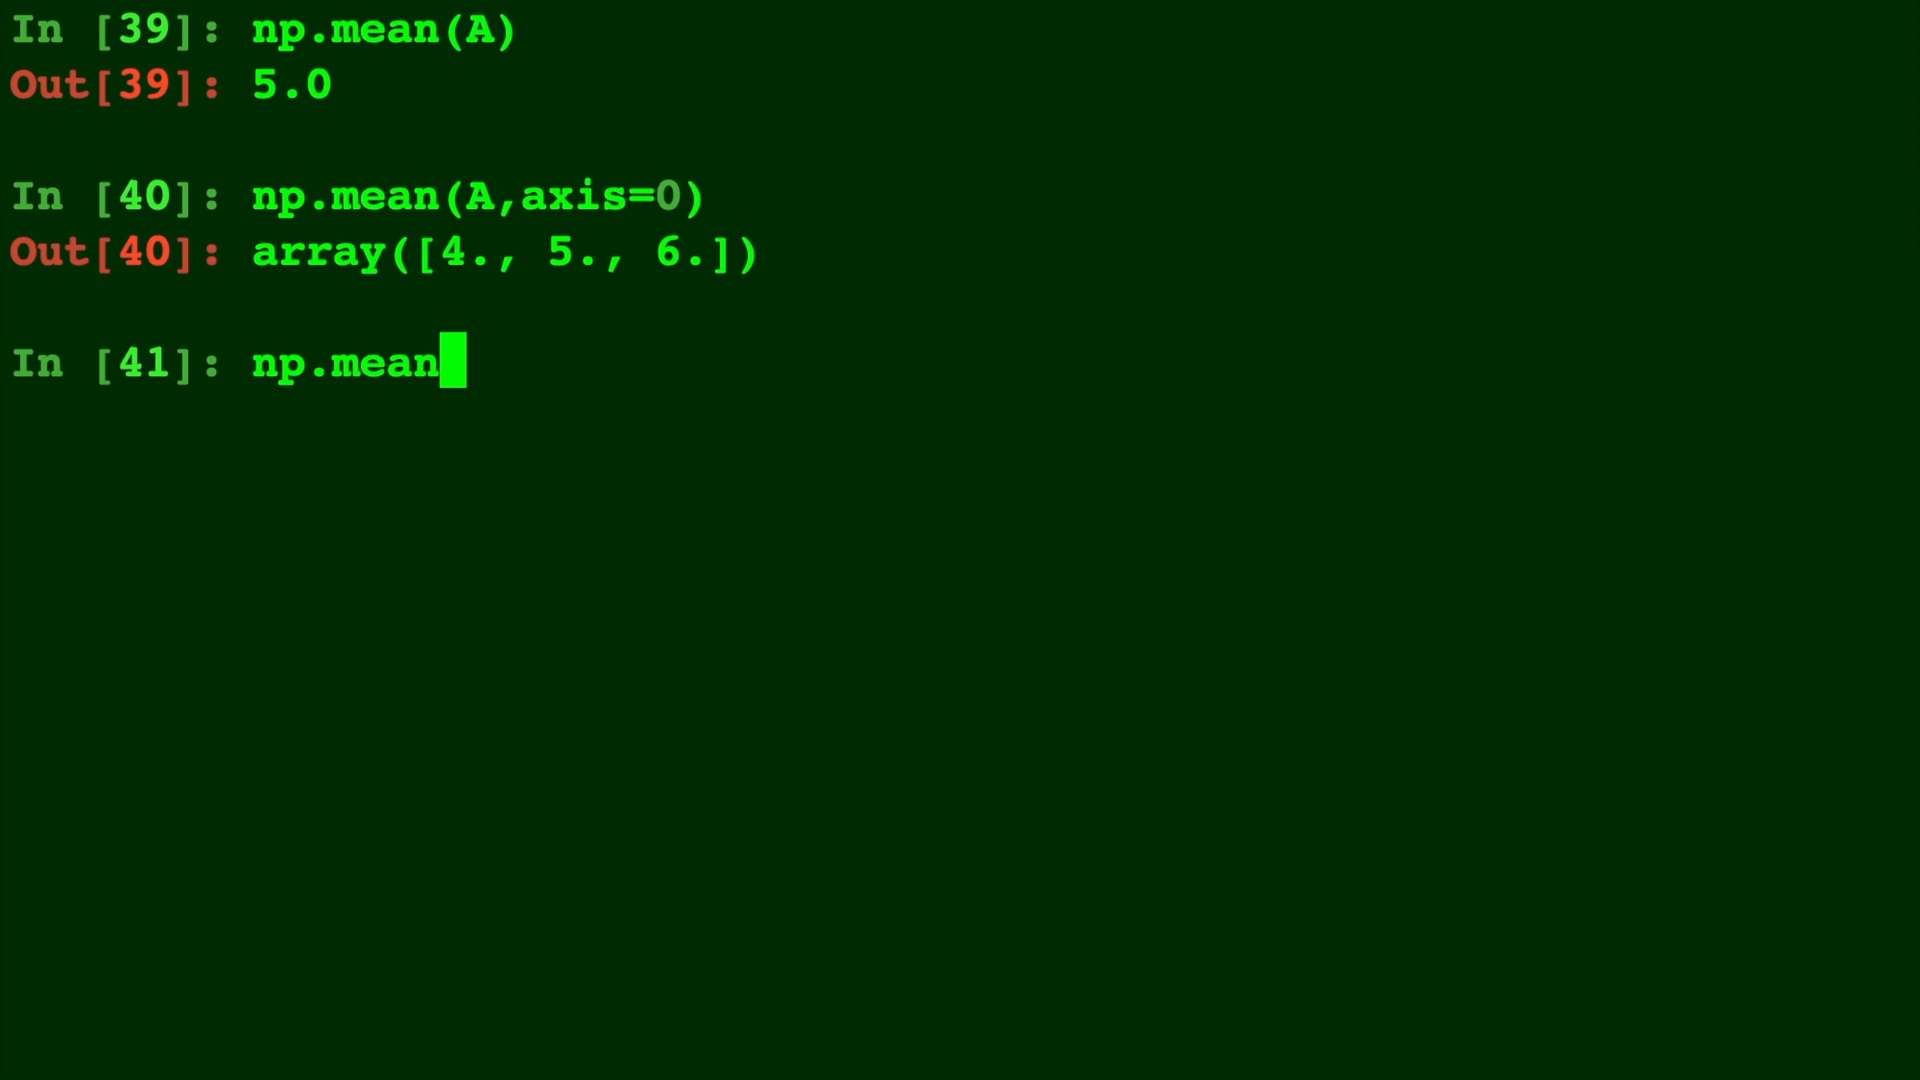 In [39]: np.mean(A)
Out[39]: 5.0
In [40]: np.mean(A,axis=0)
Out[40]: array([4., 5., 6.])
In [41]: np.mean